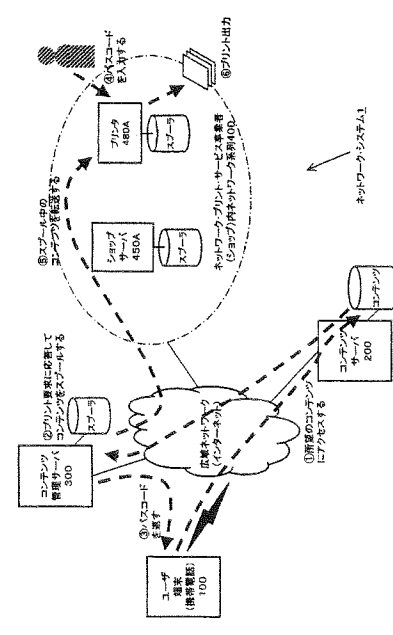 ④パスコード
を入力する
⑥プリント出力
プリンタ
480A
スプーラ
⑤スプール中の
コンテンツを転送する
ショップ
サーバ
450A
スプーラ
ネットワーク・プリント・サービス事業者
(ショップ)内ネットワーク系列400
ネットワーク・システム1
②プリント要求に応答して
コンテンツをスプールする
スプーラ
コンテンツ
管理サーバ
300
広域ネットワーク
(インターネット)
コンテンツ
コンテンツ
サーバ
200
③パスコード
を返す
①所望のコンテンツ
にアクセスする
ユーザ
端末
(携帯電話)
100